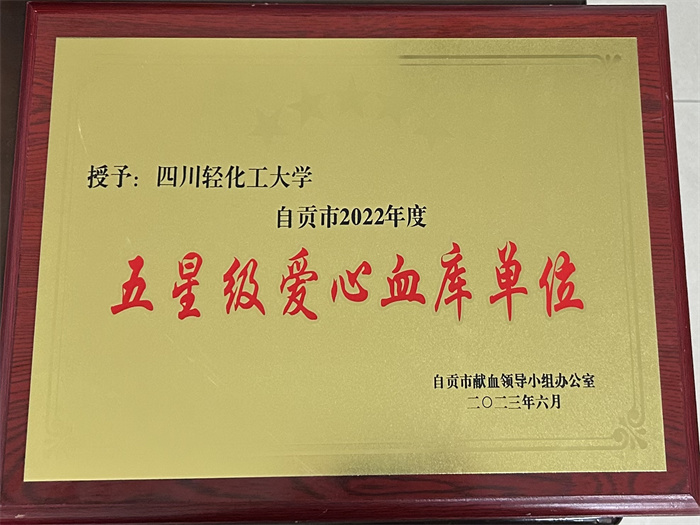 授予：四川轻化工大学
自贡市2022年度
五星级爱心血库单位
自贡市献血领导小组办公室
二〇二三年六月